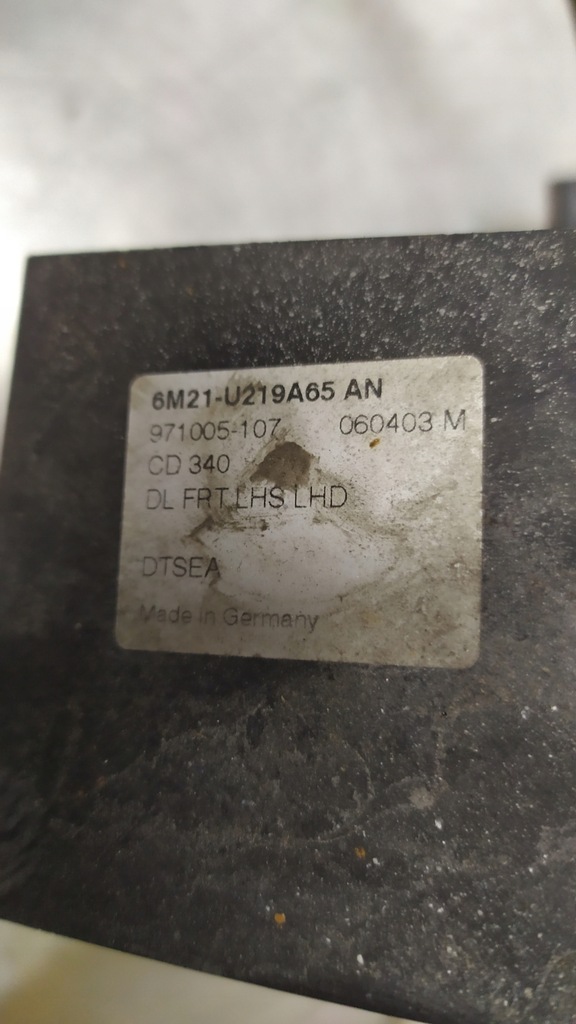 6M21-U219A65 AN
971005-107 060403 M
CD 340
DL FRT LHS LHD
DTSEA
Made in Germany